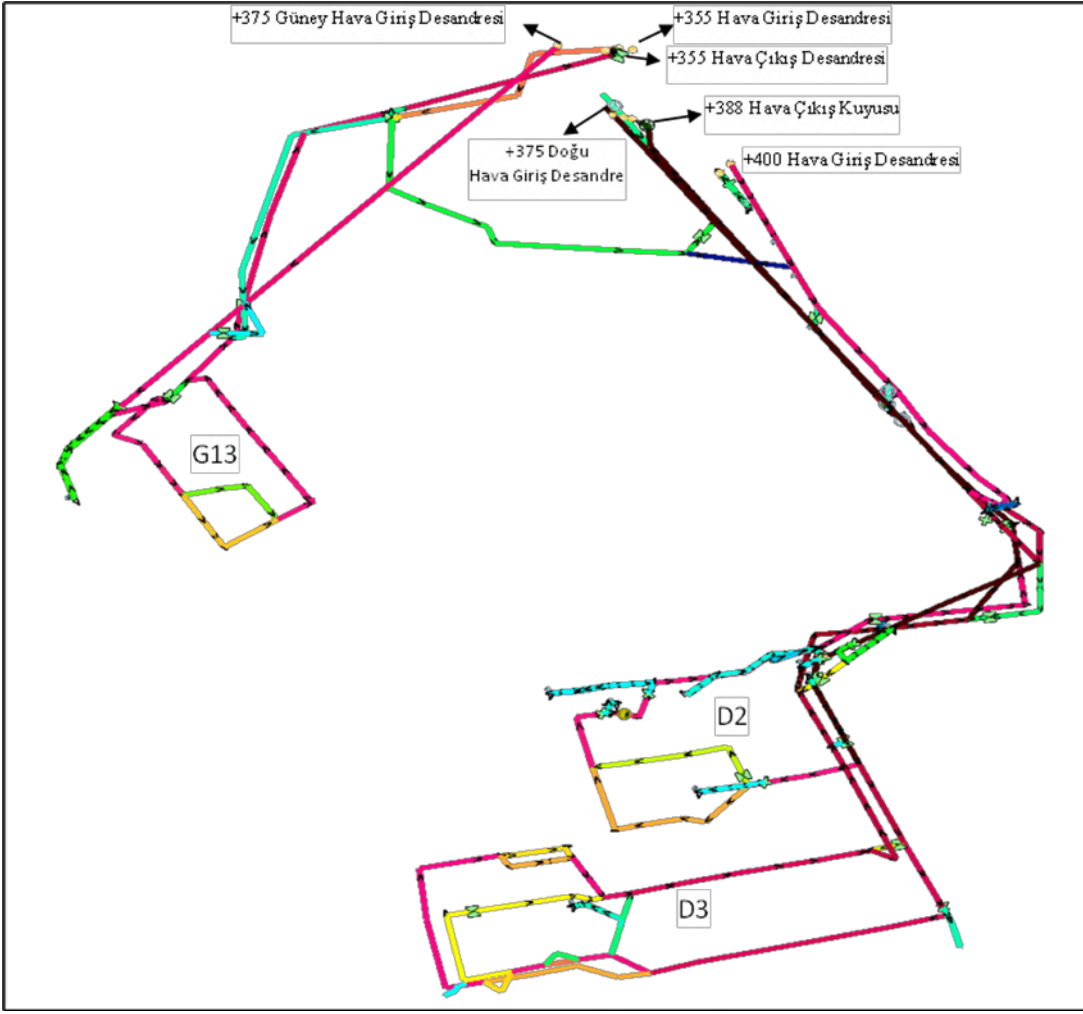 +375 Güney Hava Giriş Desandresi
+355 Hava Giriş Desandresi
+355 Hava Çıkış Desandresi
+388 Hava Çıkış Kuyusu
+375 Doğu
Hava Giriş Desandre
+400 Hava Giriş Desandresi
G13
D2
D3